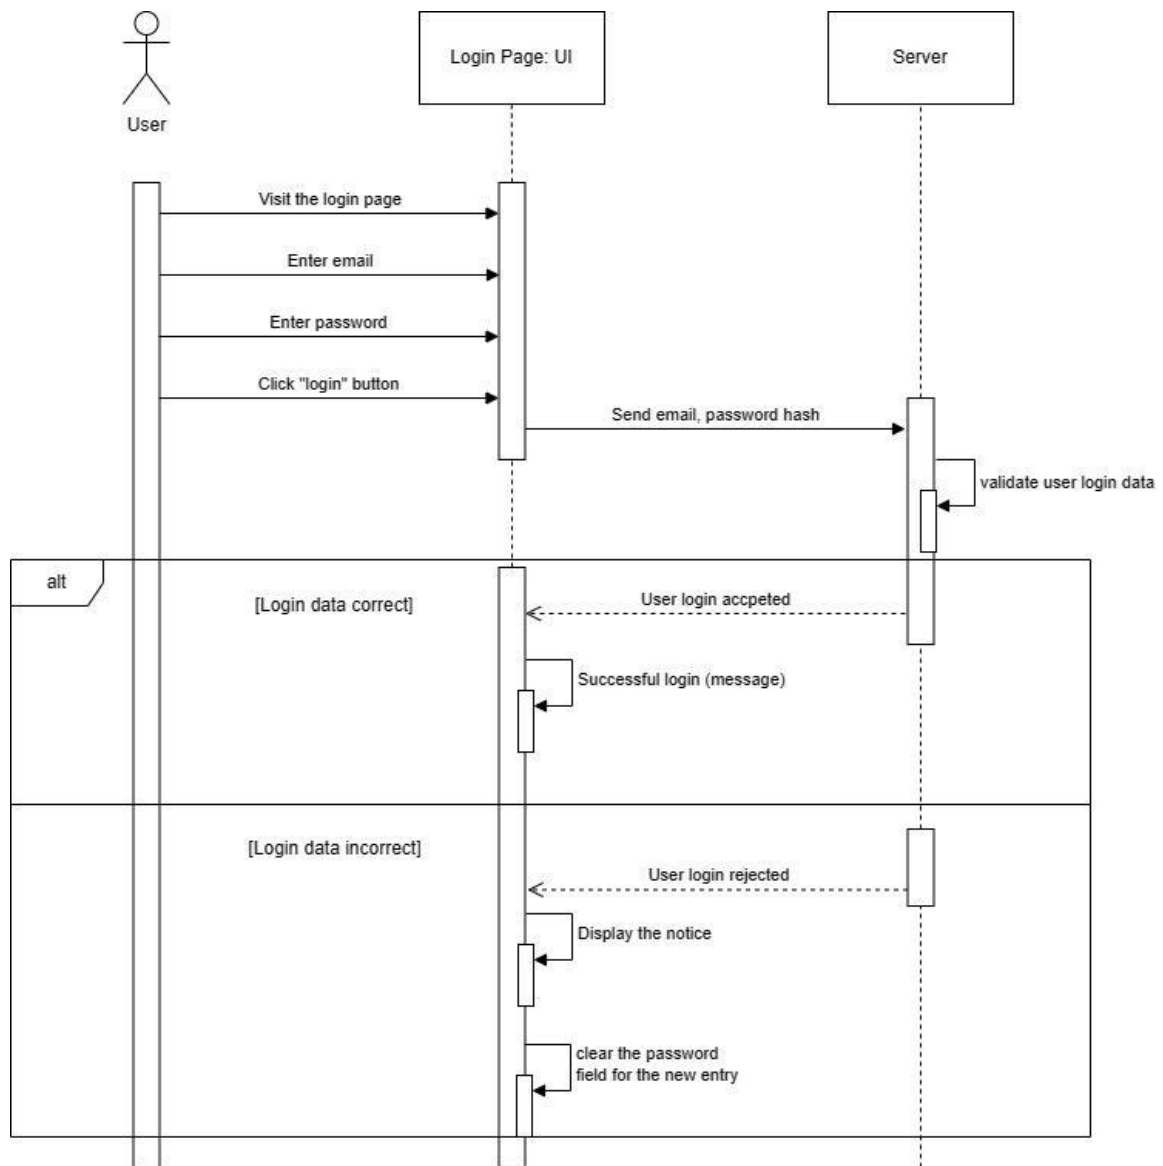 User
Login Page: UI
Server
Visit the login page
Enter email
Enter password
Click "login" button
Send email, password hash
validate user login data
alt
[Login data correct]
User login accpeted
Successful login (message)
[Login data incorrect]
User login rejected
Display the notice
clear the password
field for the new entry